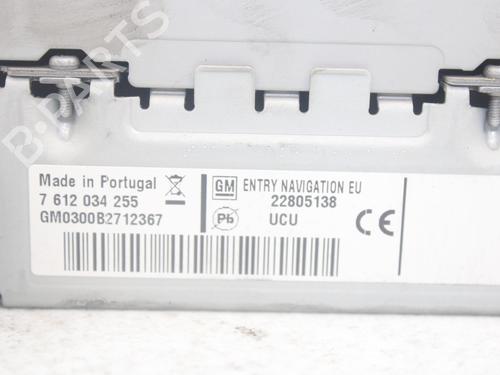 B-PARTS
Made in Portugal
7 612 034 255
GM0300B2712367
GM ENTRY NAVIGATION EU
22805138
Pb UCU
CE